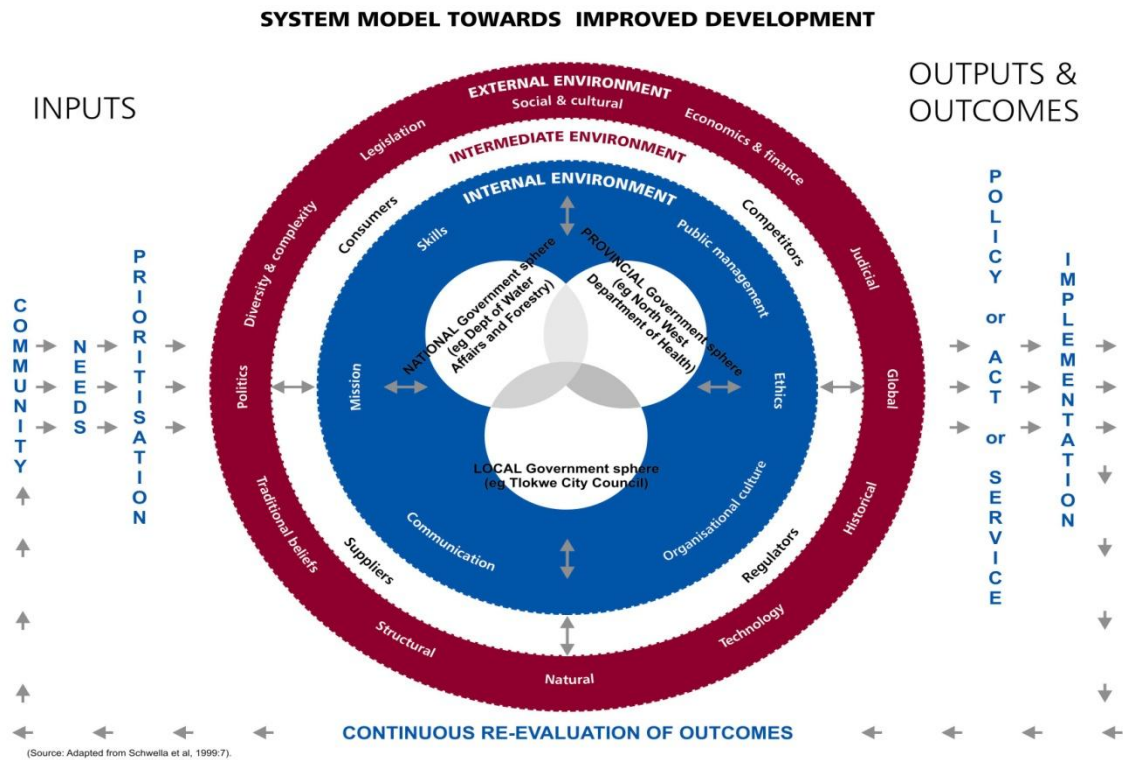 SYSTEM MODEL TOWARDS IMPROVED DEVELOPMENT
INPUTS
OUTPUTS &
OUTCOMES
COMMUNITY
NEEDS
PRIORITISATION
EXTERNAL ENVIRONMENT
Social & cultural
Legislation
Economics & finance
Diversity & complexity
Judicial
Politics
Global
Traditional beliefs
Historical
Structural
Technology
Natural
INTERMEDIATE ENVIRONMENT
Consumers
Competitors
Suppliers
Regulators
INTERNAL ENVIRONMENT
Skills
Public management
Mission
Ethics
Communication
Organisational culture
NATIONAL Government sphere
(eg Dept of Water
Affairs and Forestry)
PROVINCIAL Government sphere
(eg North West
Department of Health)
LOCAL Government sphere
(eg Tlokwe City Council)
POLICY or ACT or SERVICE
IMPLEMENTATION
CONTINUOUS RE-EVALUATION OF OUTCOMES
(Source: Adapted from Schwella et al, 1999:7).